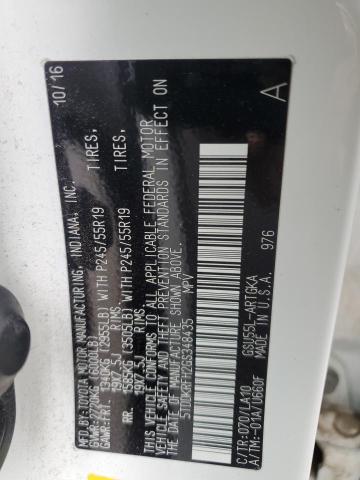 MFD.BY:TOYOTA MOTOR MANUFACTURING, INDIANA, INC. 10/16
GVWR:2720KG (6000LB)
GAWR:FRT. 1340KG (2955LB) WITH P245/55R19 TIRES,
19X7.5J RIMS
RR. 1585KG (3505LB) WITH P245/55R19 TIRES,
19X7.5J RIMS
THIS VEHICLE CONFORMS TO ALL APPLICABLE FEDERAL MOTOR
VEHICLE SAFETY AND THEFT PREVENTION STANDARDS IN EFFECT ON
THE DATE OF MANUFACTURE SHOWN ABOVE.
MPV
A
C/TR:070/LA10 GSU55L-ARTGKA
A/TM:-01A/U660F MADE IN U.S.A. 976